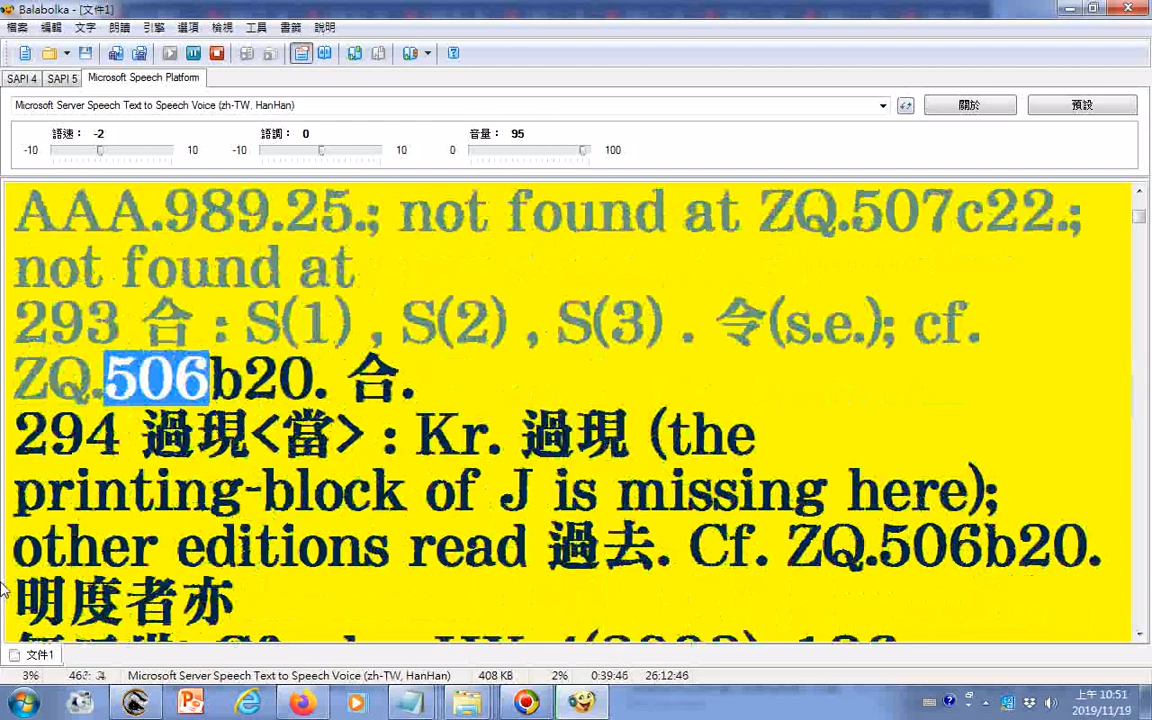 Balabolka - [文件1]
檔案 編輯 文字 朗讀 引擎 選項 檢視 工具 書籤 說明
SAPI 4 SAPI 5 Microsoft Speech Platform
Microsoft Server Speech Text to Speech Voice (zh-TW, HanHan) 關於 預設
語速： -2 語調： 0 音量： 95
-10 10 -10 10 0 100
AAA.989.25.; not found at ZQ.507c22.;
not found at
293 合 : S(1) , S(2) , S(3) . 令(s.e.); cf.
ZQ.506b20. 合.
294 過現<當> : Kr. 過現 (the
printing-block of J is missing here);
other editions read 過去. Cf. ZQ.506b20.
明度者亦
文件1
3% Microsoft Server Speech Text to Speech Voice (zh-TW, HanHan) 408 KB 2% 0:39:46 26:12:46
上午 10:51
2019/11/19